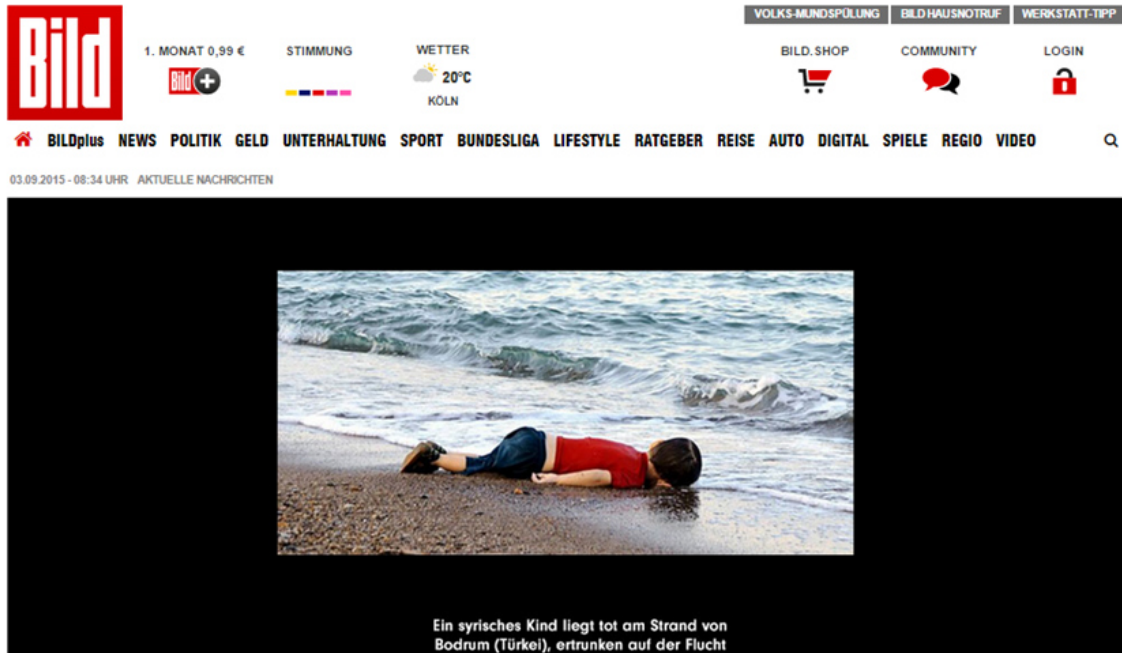 VOLKS-MUNDSPÜLUNG BILD HAUSNOTRUF WERKSTATT-TIPP
Bild
1. MONAT 0,99 € STIMMUNG WETTER BILD.SHOP COMMUNITY LOGIN
Bild + 20°C
KÖLN
BILDplus NEWS POLITIK GELD UNTERHALTUNG SPORT BUNDESLIGA LIFESTYLE RATGEBER REISE AUTO DIGITAL SPIELE REGIO VIDEO
03.09.2015 - 08:34 UHR AKTUELLE NACHRICHTEN
Ein syrisches Kind liegt tot am Strand von
Bodrum (Türkei), ertrunken auf der Flucht